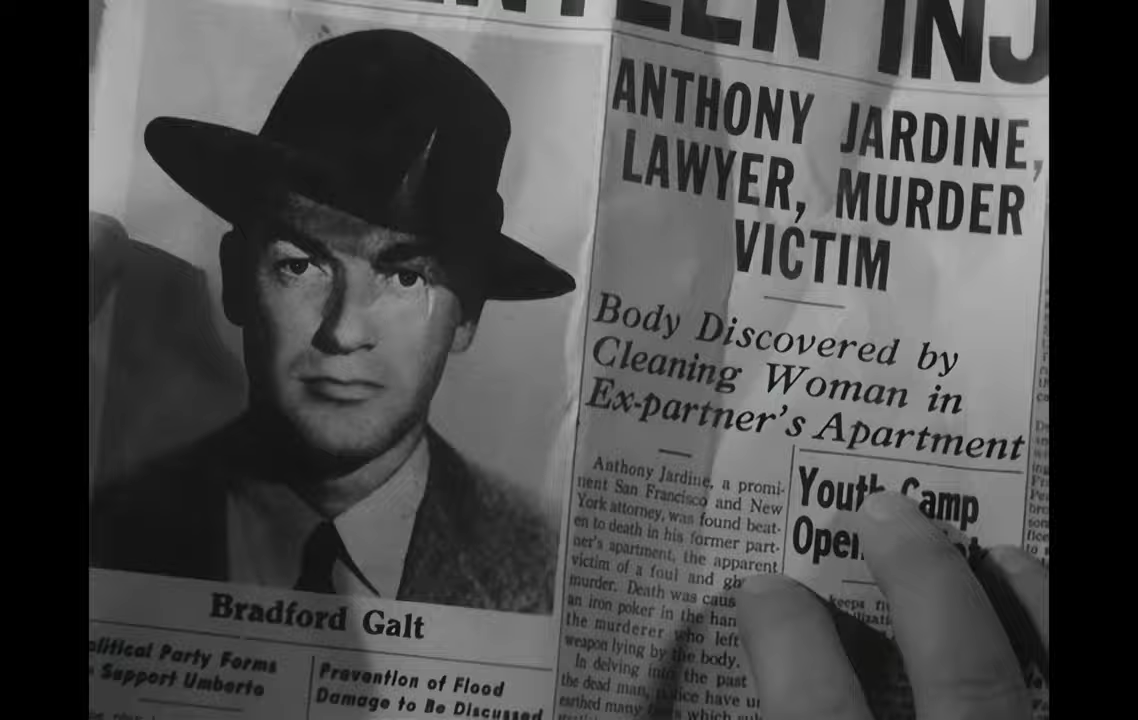 ANTHONY JARDINE,
LAWYER, MURDER
VICTIM
Body Discovered by
Cleaning Woman in
Ex-partner's Apartment
Anthony Jardine, a promi-
nent San Francisco and New
York attorney, was found beat-
en to death in his former part-
ner's apartment, the apparent
victim of a foul and
murder. Death was
an iron poker in the
the murderer who left
weapon lying by the body.
In delving into the past
the dead man, have
earthed many which
Youth Camp
Bradford Galt
Political Party Forms
Support Umberto
Prevention of Flood
Damage to Be Discussed